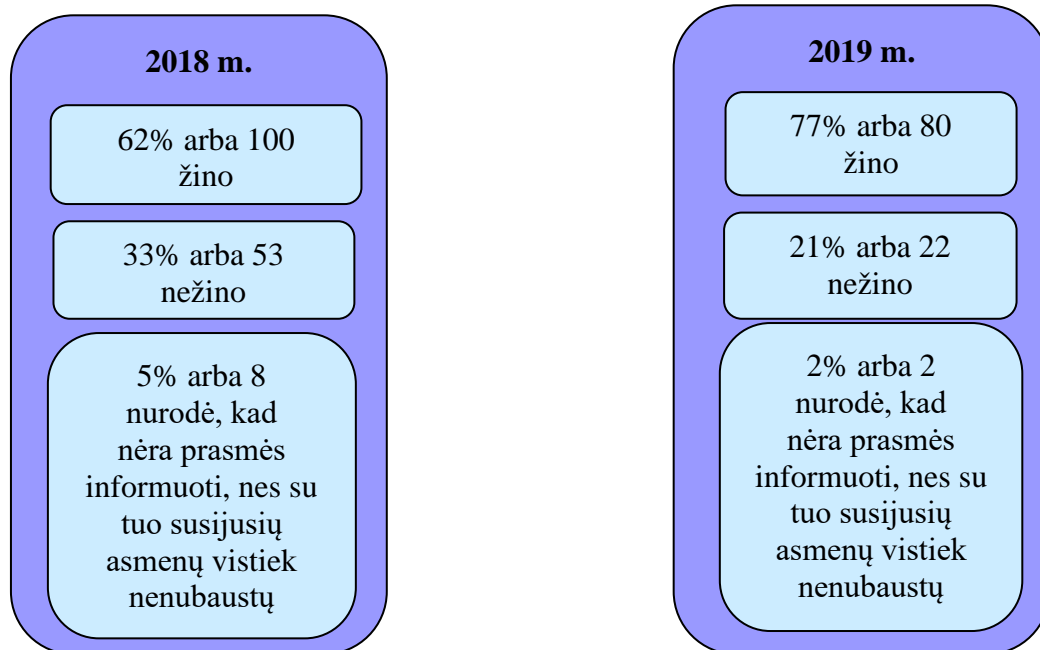 2018 m.
62% arba 100
žino
33% arba 53
nežino
5% arba 8
nurodė, kad
nėra prasmės
informuoti, nes su
tuo susijusių
asmenų vistiek
nenubaustų
2019 m.
77% arba 80
žino
21% arba 22
nežino
2% arba 2
nurodė, kad
nėra prasmės
informuoti, nes su
tuo susijusių
asmenų vistiek
nenubaustų